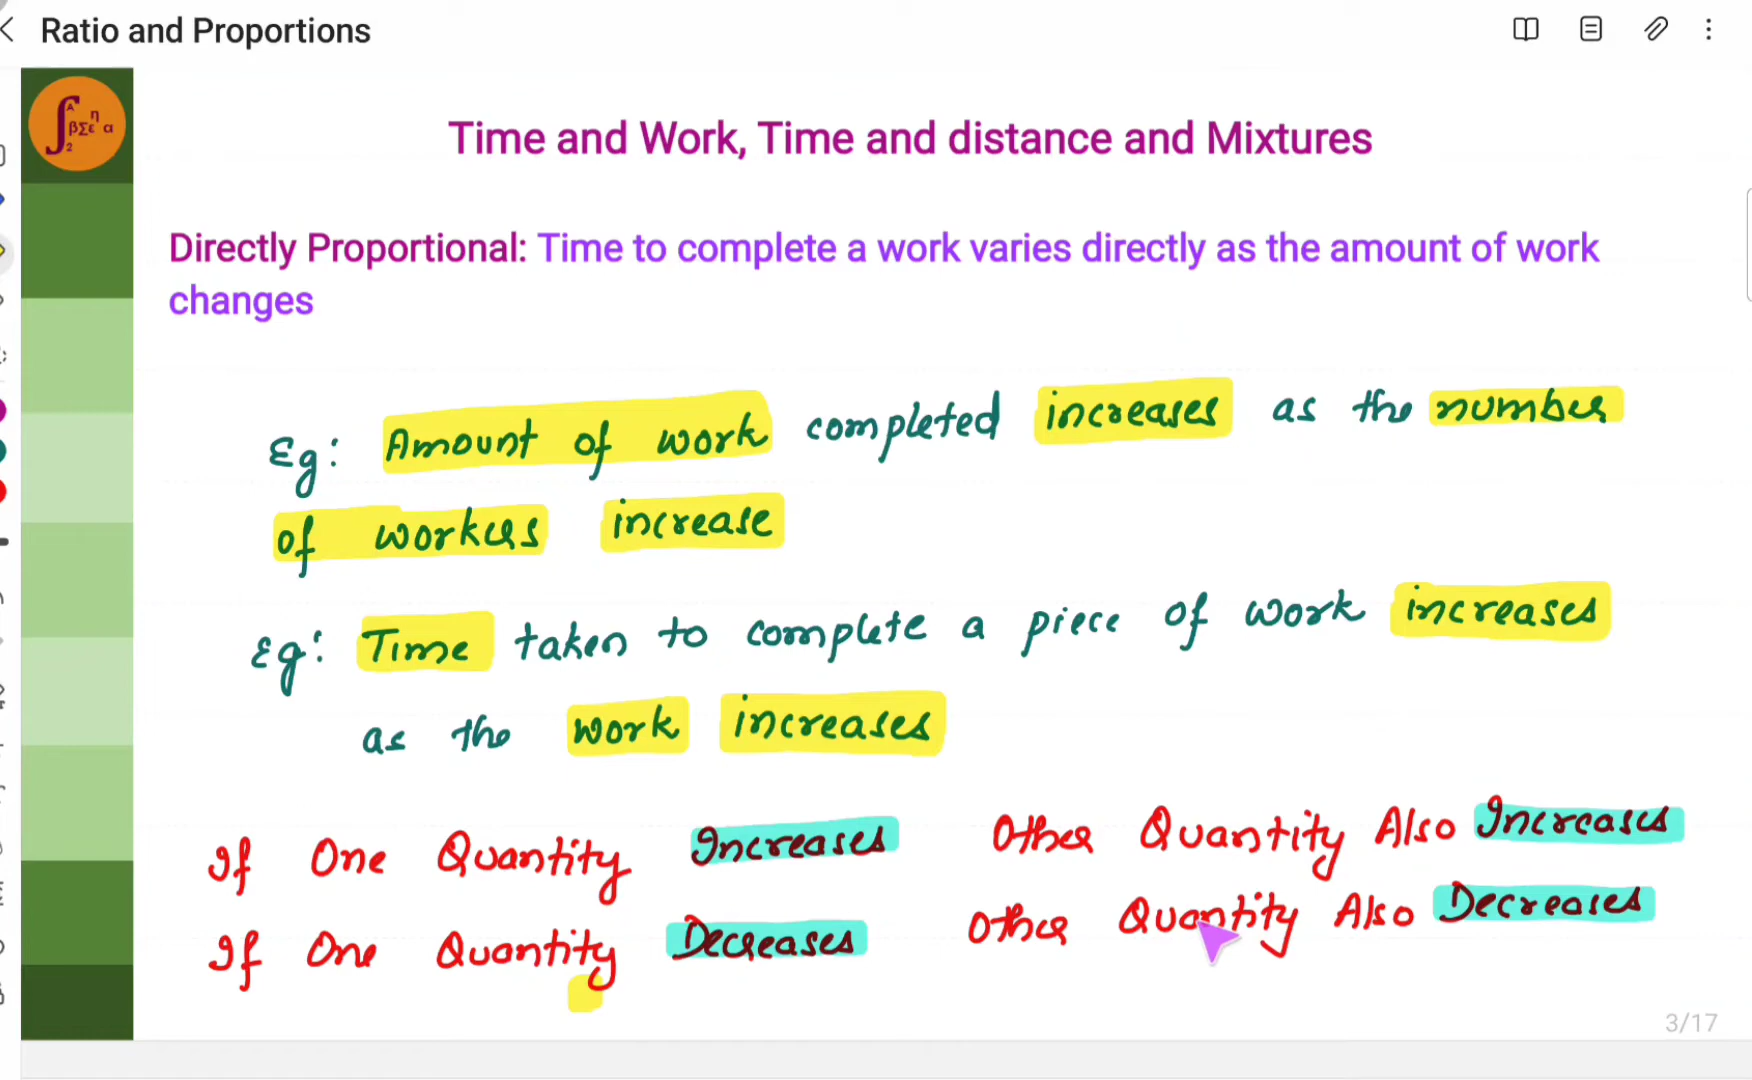 Ratio and Proportions
Time and Work, Time and distance and Mixtures
Directly Proportional: Time to complete a work varies directly as the amount of work
changes
Eg: Amount of work completed increases as the number
of workers increase
Eg: Time taken to complete a piece of work increases
as the work increases
If One Quantity Increases Other Quantity Also Increases
If One Quantity Decreases Other Quantity Also Decreases
3/17